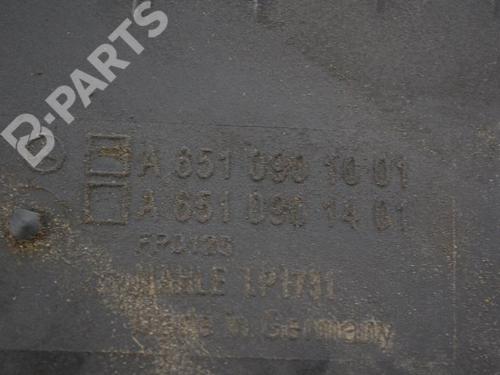 B-PARTS
A 651 090 10 01
A 651 090 14 01
MAHLE
Made in Germany